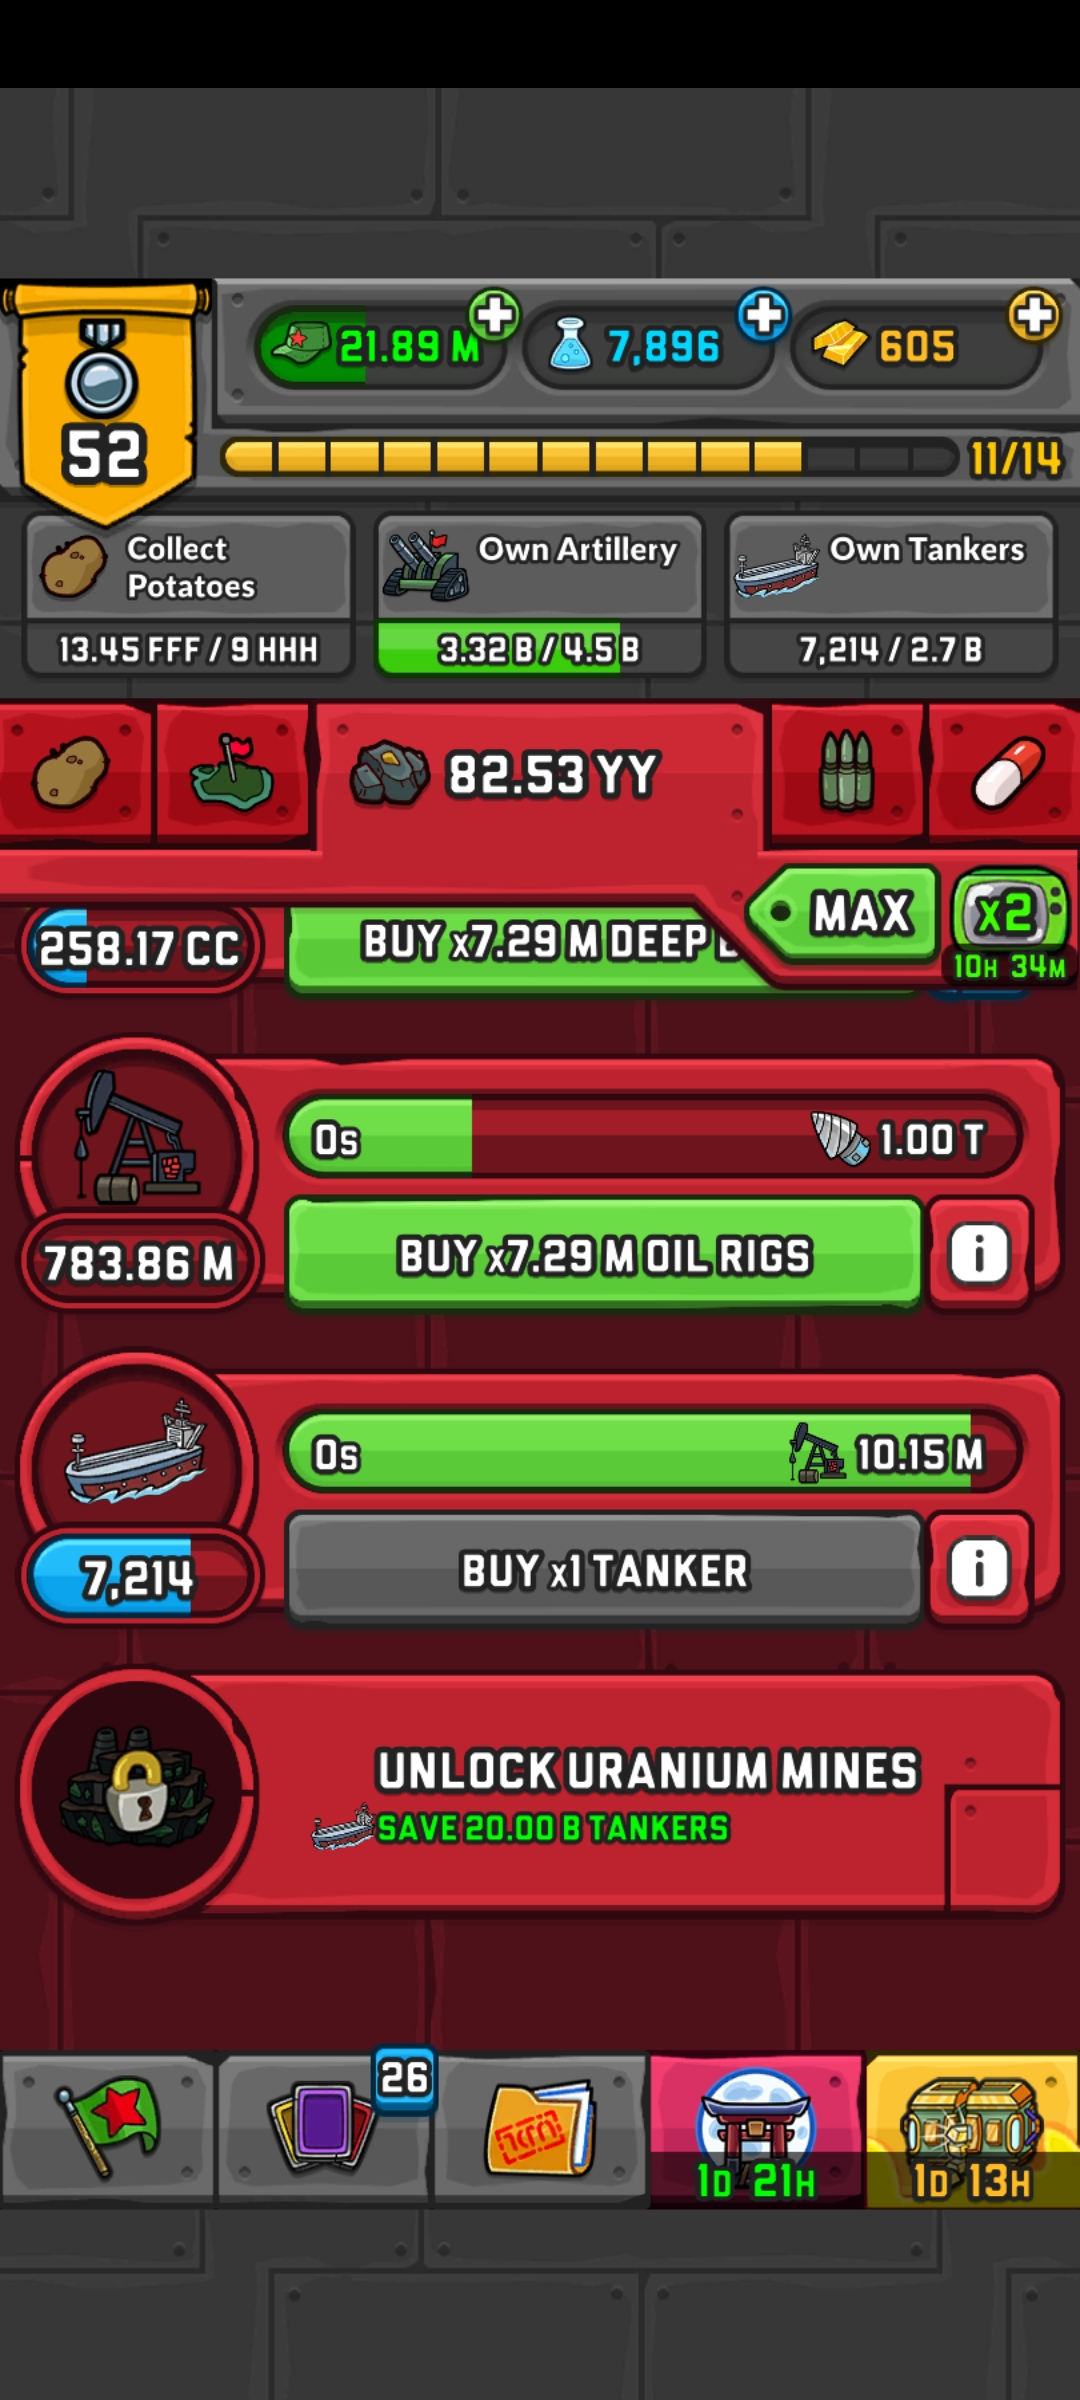 21.89 M
7,896
605
52
11/14
Collect
Potatoes
13.45 FFF / 9 HHH
Own Artillery
3.32 B / 4.5 B
Own Tankers
7,214 / 2.7 B
82.53 YY
MAX
x2
10H 34M
258.17 CC
BUY x7.29 M DEEP
0s
1.00 T
783.86 M
BUY x7.29 M OIL RIGS
i
0s
10.15 M
7,214
BUY x1 TANKER
i
UNLOCK URANIUM MINES
SAVE 20.00 B TANKERS
26
1D 21H
1D 13H